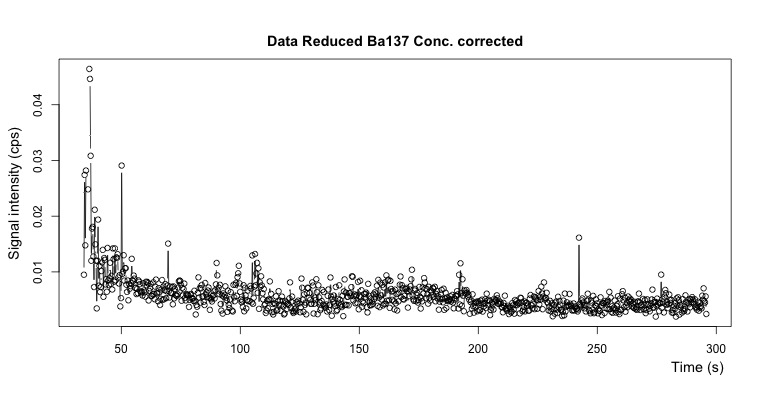 Data Reduced Ba137 Conc. corrected
Signal intensity (cps)
0.04
0.03
0.02
0.01
50 100 150 200 250 300
Time (s)